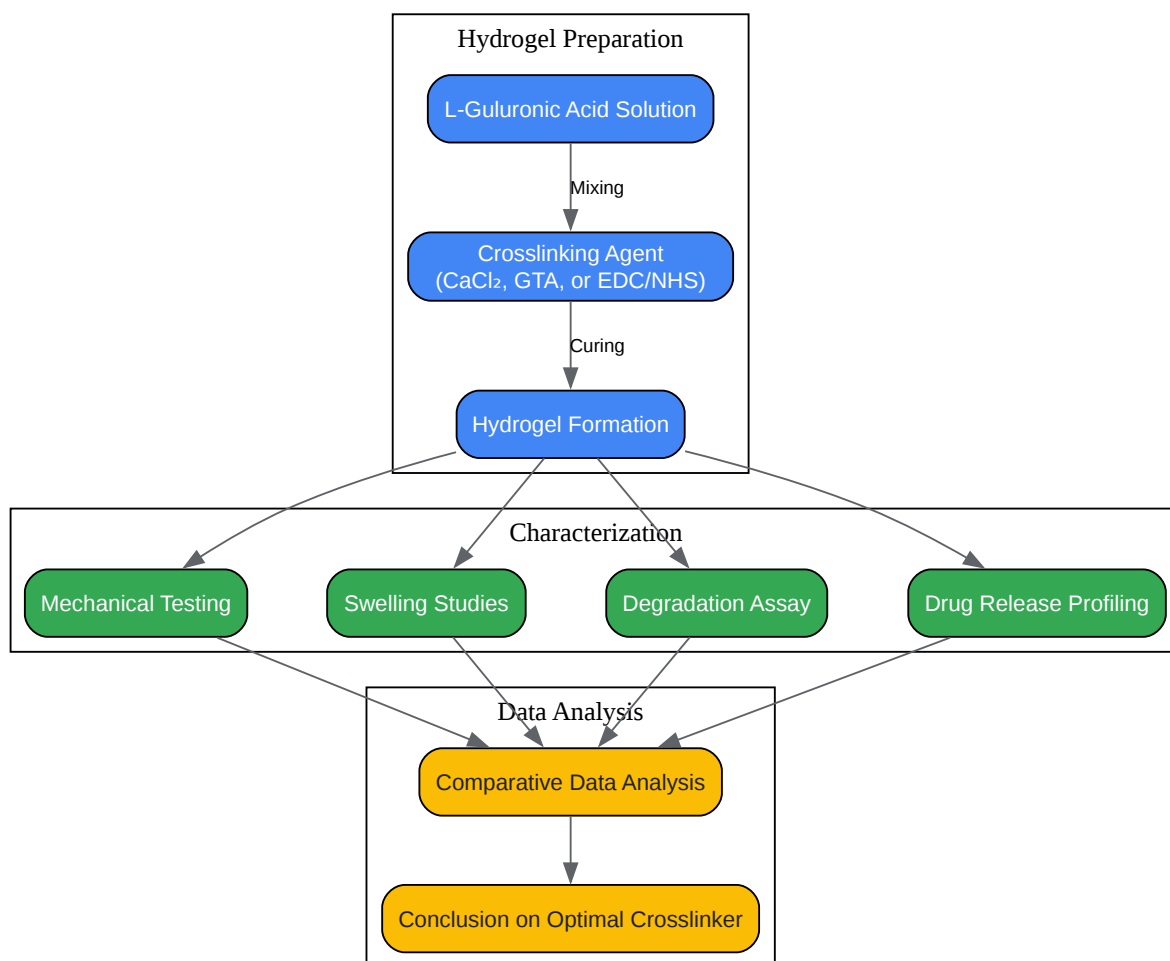 Hydrogel Preparation
L-Guluronic Acid Solution
Mixing
Crosslinking Agent
(CaCl₂, GTA, or EDC/NHS)
Curing
Hydrogel Formation
Characterization
Mechanical Testing
Swelling Studies
Degradation Assay
Drug Release Profiling
Data Analysis
Comparative Data Analysis
Conclusion on Optimal Crosslinker